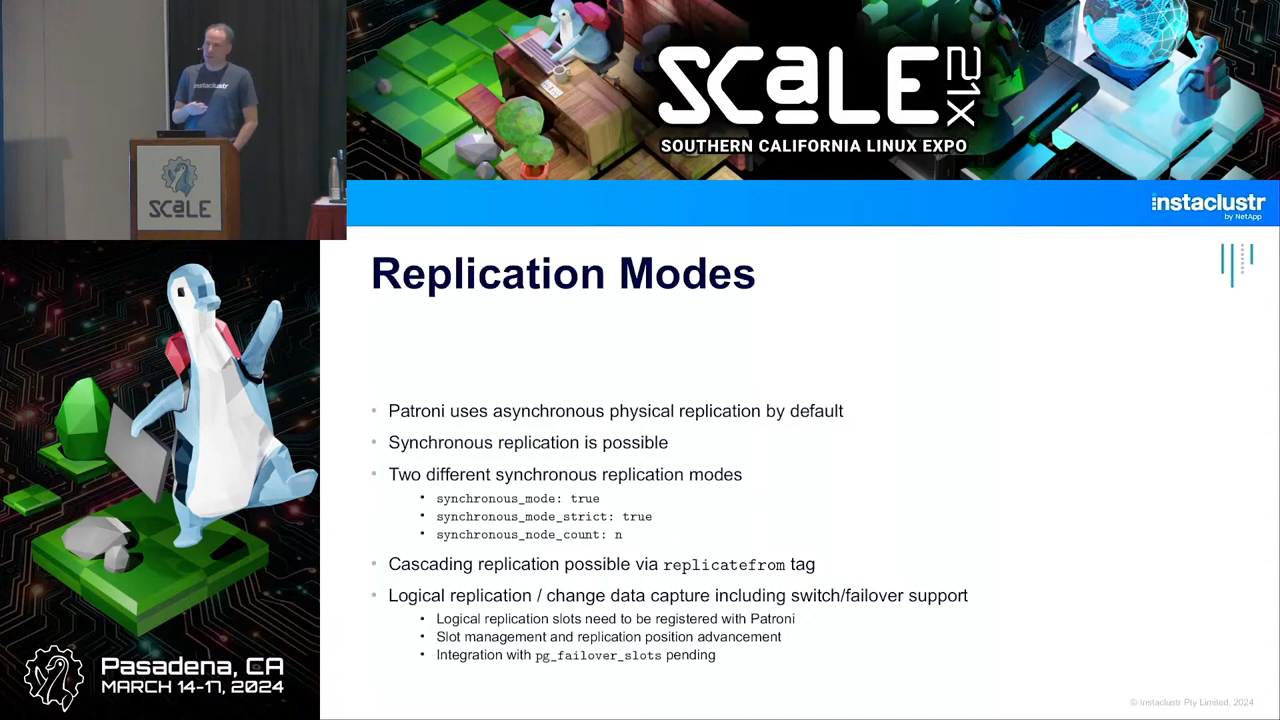 instaclustr
SCaLE
SCaLE 21X
SOUTHERN CALIFORNIA LINUX EXPO
instaclustr
by NetApp
Replication Modes
• Patroni uses asynchronous physical replication by default
• Synchronous replication is possible
• Two different synchronous replication modes
• synchronous_mode: true
• synchronous_mode_strict: true
• synchronous_node_count: n
• Cascading replication possible via replicatefrom tag
• Logical replication / change data capture including switch/failover support
• Logical replication slots need to be registered with Patroni
• Slot management and replication position advancement
• Integration with pg_failover_slots pending
Pasadena, CA
MARCH 14-17, 2024
© Instaclustr Pty Limited, 2024